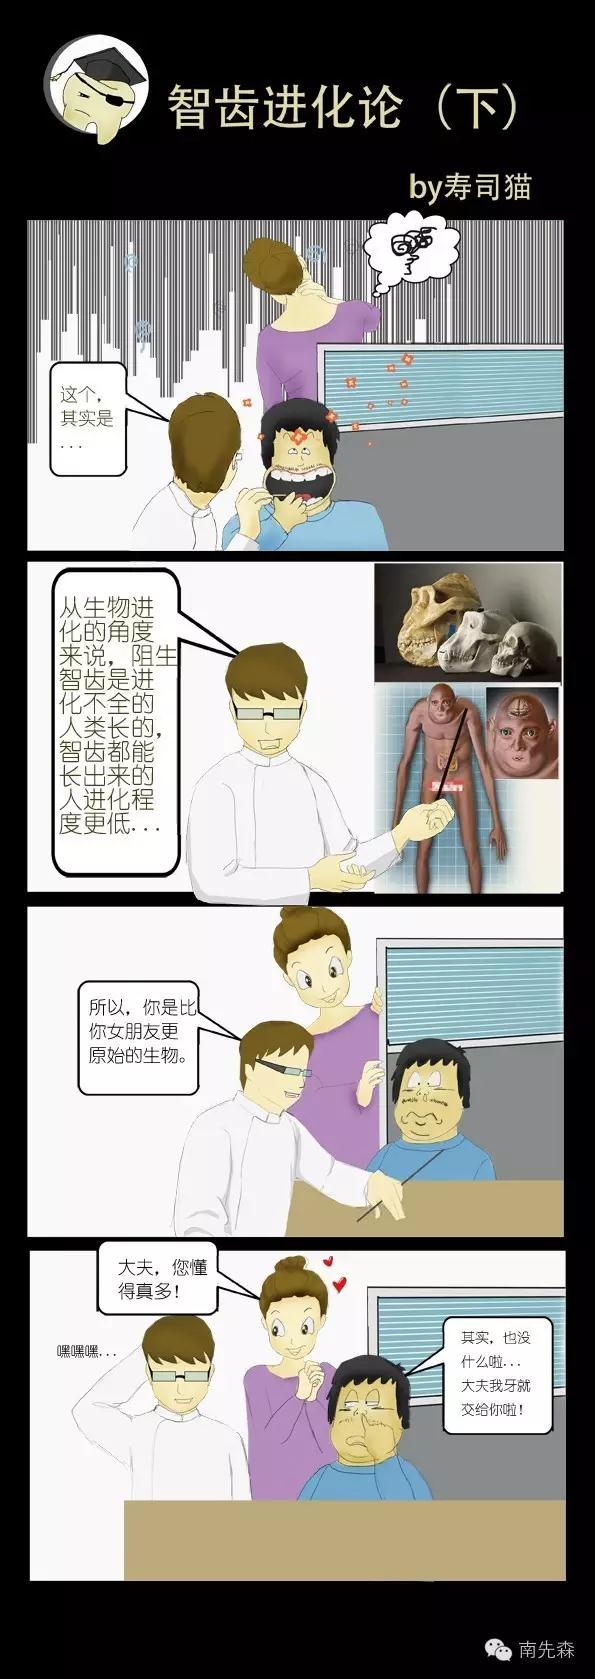 智齿进化论（下）
by寿司猫
这个，
其实是
...
从生物进
化的角度
来说，阻生
智齿是进
化不全的
人类长的，
智齿都能
长出来的
人进化程
度更低...
所以，你是比
你女朋友更
原始的生物。
大夫，您懂
得真多！
嘿嘿嘿...
其实，也没
什么啦...
大夫我牙就
交给你啦！
南先森